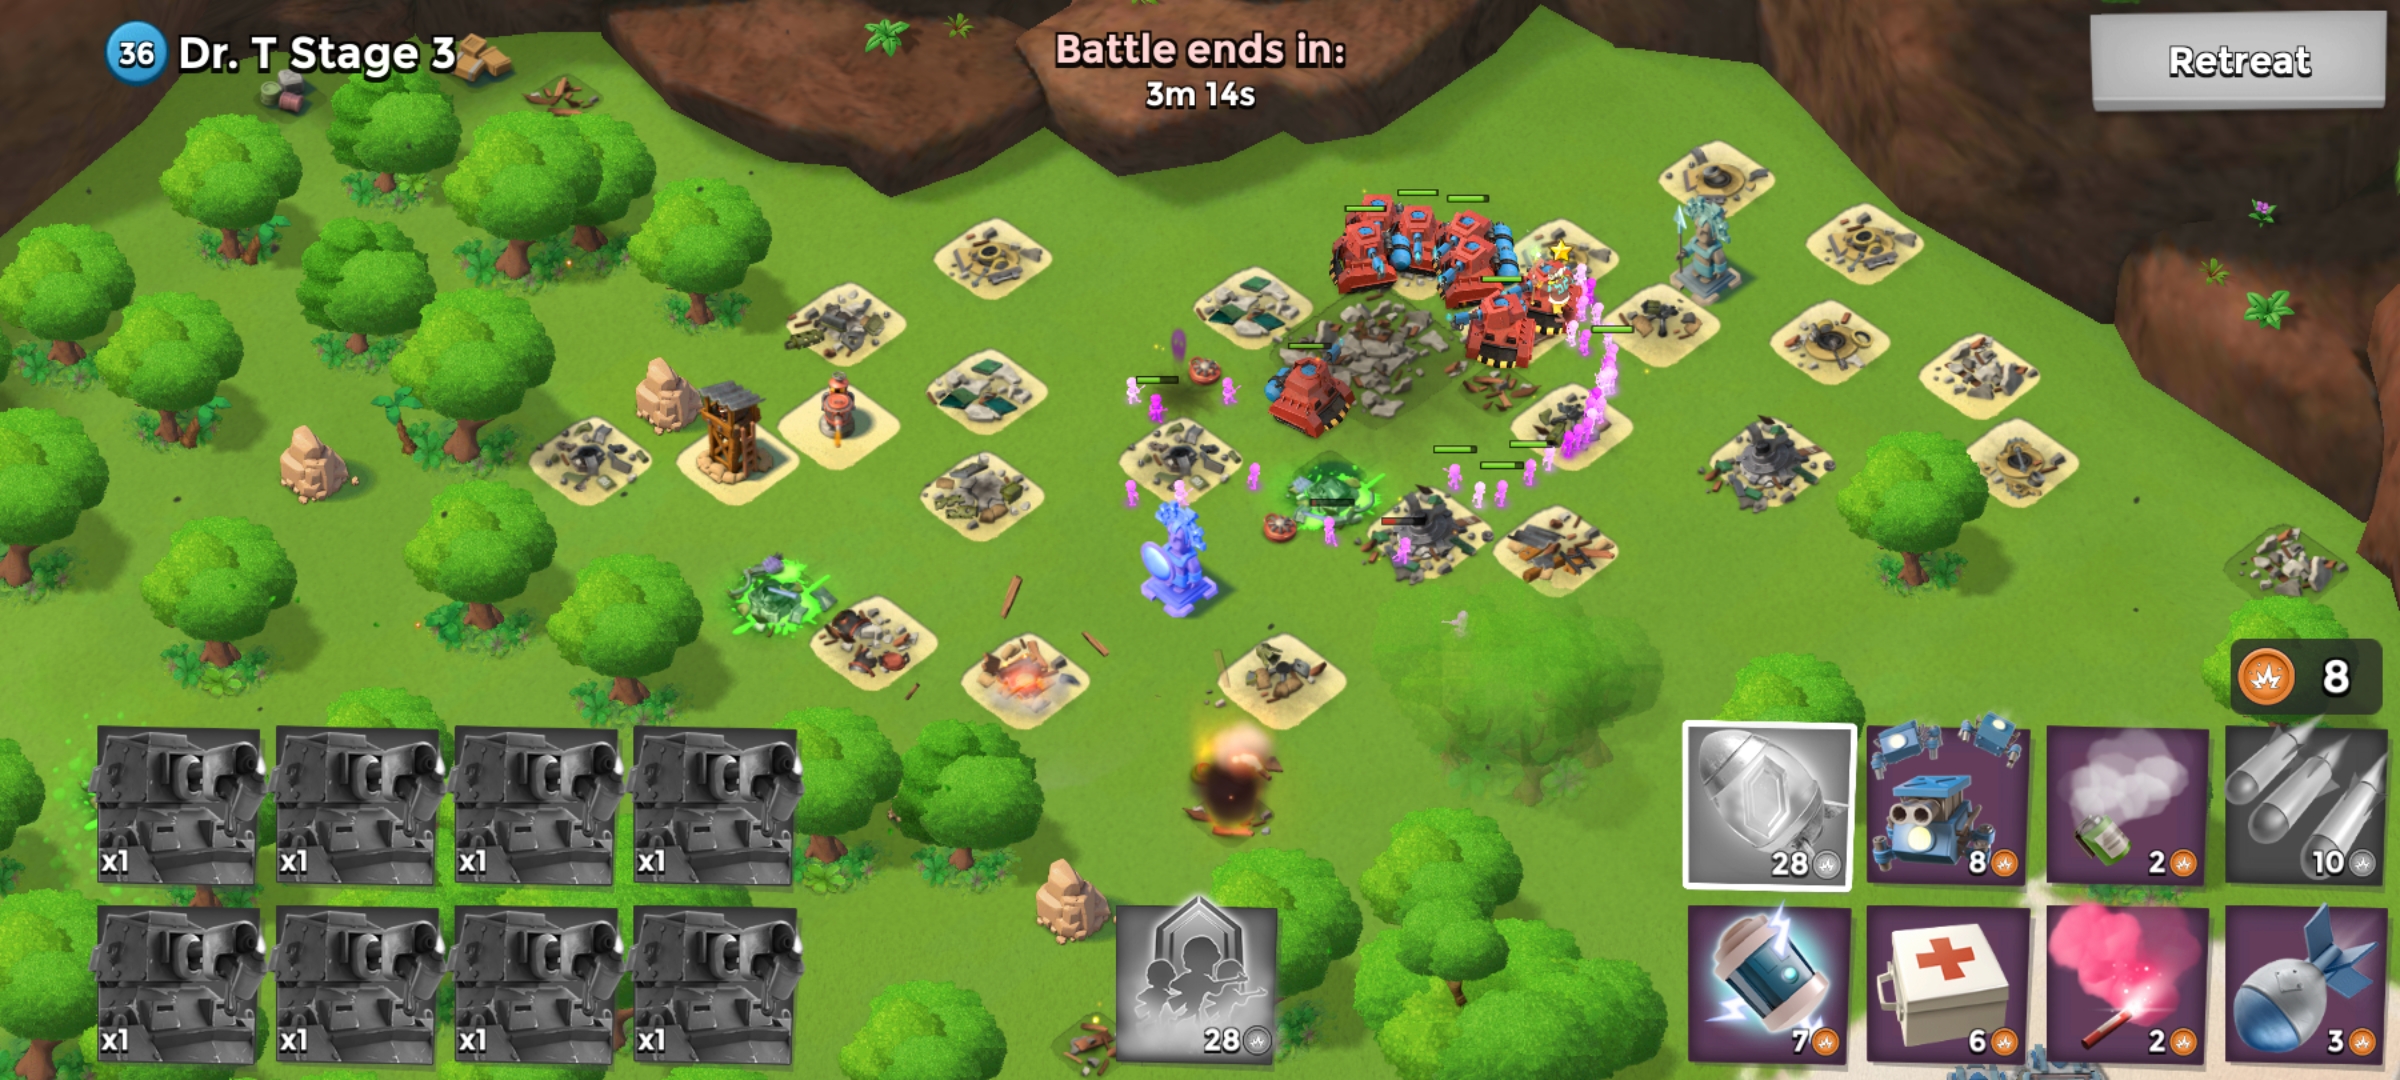 36 Dr. T Stage 3
Battle ends in:
3m 14s
Retreat
8
x1 x1 x1 x1
28 8 2 10
x1 x1 x1 x1
28
7 6 2 3